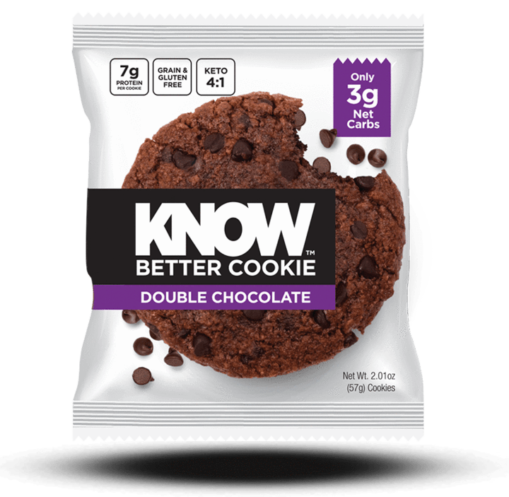 7g
PROTEIN
PER COOKIE
GRAIN &
GLUTEN
FREE
KETO
4:1
Only
3g
Net
Carbs
KNOW™
BETTER COOKIE
DOUBLE CHOCOLATE
Net Wt. 2.01oz
(57g) Cookies